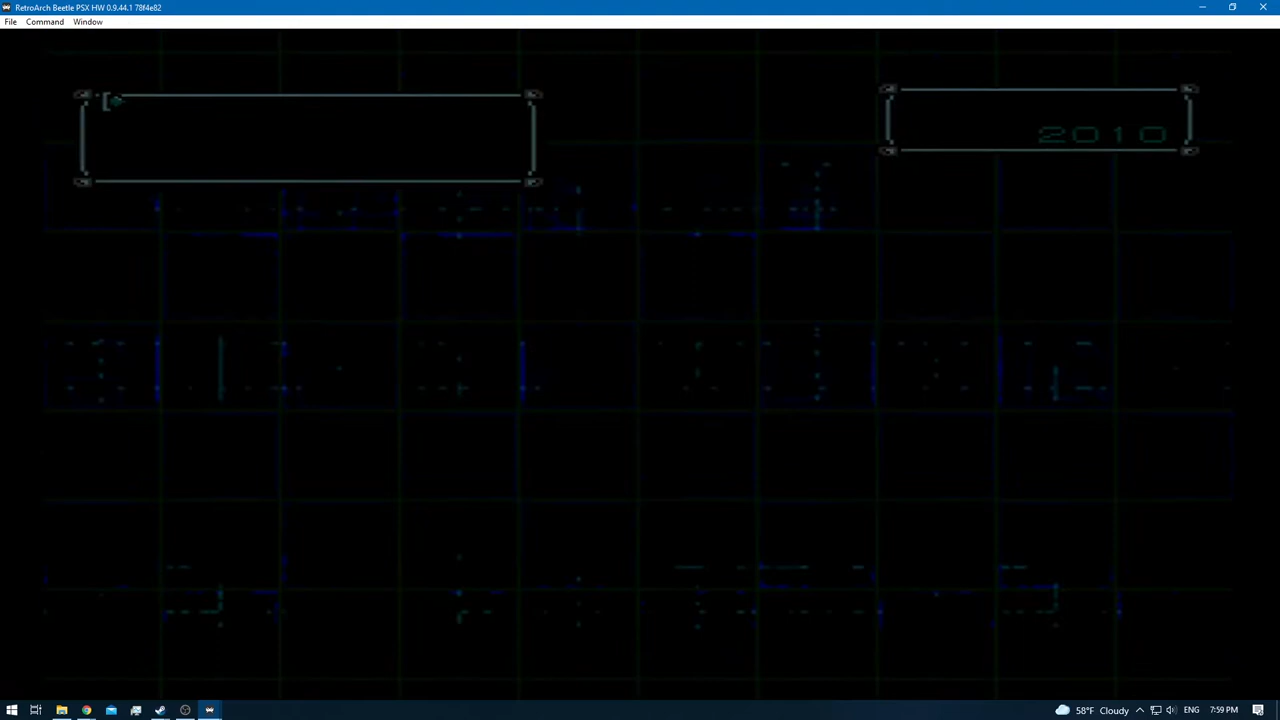 RetroArch Beetle PSX HW 0.9.44.1 78f4e82
File Command Window
[
2010
58°F Cloudy
ENG
7:59 PM